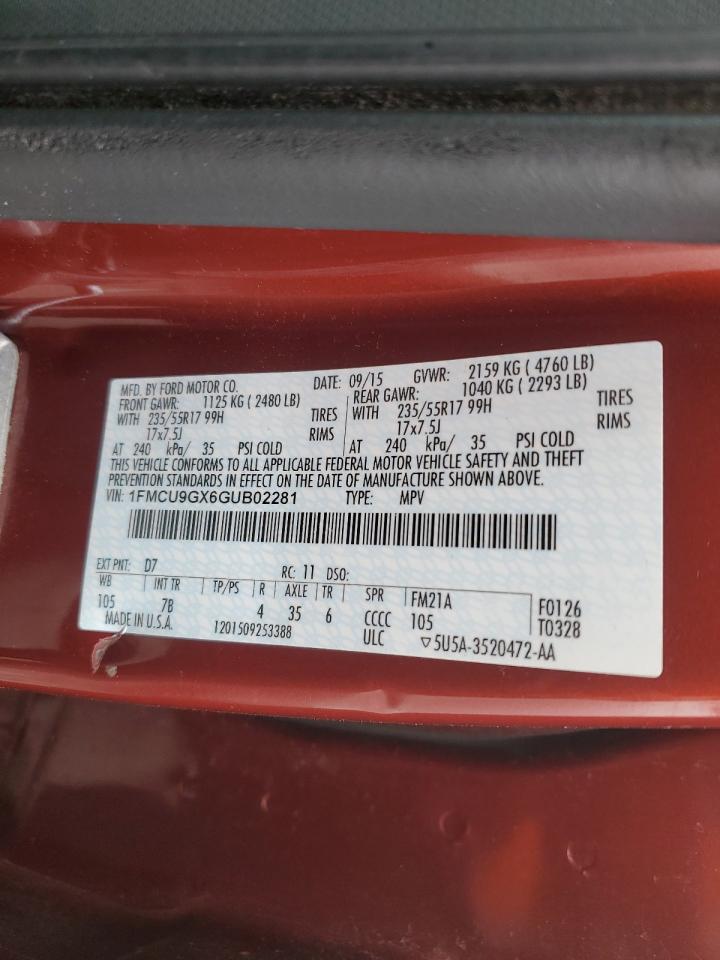 MFD. BY FORD MOTOR CO. DATE: 09/15 GVWR: 2159 KG ( 4760 LB)
FRONT GAWR: 1125 KG ( 2480 LB) REAR GAWR: 1040 KG ( 2293 LB)
WITH 235/55R17 99H TIRES WITH 235/55R17 99H TIRES
17x7.5J RIMS 17x7.5J RIMS
AT 240 kPa/ 35 PSI COLD AT 240 kPa/ 35 PSI COLD
THIS VEHICLE CONFORMS TO ALL APPLICABLE FEDERAL MOTOR VEHICLE SAFETY AND THEFT
PREVENTION STANDARDS IN EFFECT ON THE DATE OF MANUFACTURE SHOWN ABOVE.
VIN: 1FMCU9GX6GUB02281 TYPE: MPV
EXT PNT: D7 RC: 11 DSO:
WB INT TR TP/PS R AXLE TR SPR FM21A F0126
105 7B 4 35 6 CCCC 105 T0328
MADE IN U.S.A. 1201509253388 ULC ▽5U5A-3520472-AA